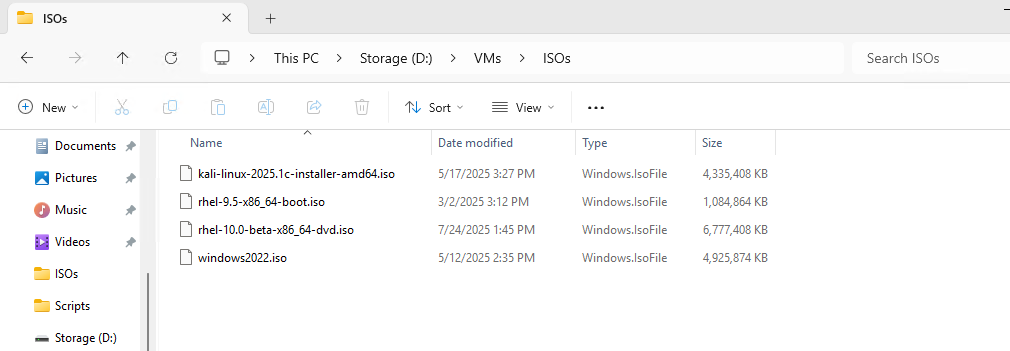 ISOs
This PC Storage (D:) VMs ISOs Search ISOs
New Sort View
Documents
Pictures
Music
Videos
ISOs
Scripts
Storage (D:)
Name Date modified Type Size
kali-linux-2025.1c-installer-amd64.iso 5/17/2025 3:27 PM Windows.IsoFile 4,335,408 KB
rhel-9.5-x86_64-boot.iso 3/2/2025 3:12 PM Windows.IsoFile 1,084,864 KB
rhel-10.0-beta-x86_64-dvd.iso 7/24/2025 1:45 PM Windows.IsoFile 6,777,408 KB
windows2022.iso 5/12/2025 2:35 PM Windows.IsoFile 4,925,874 KB